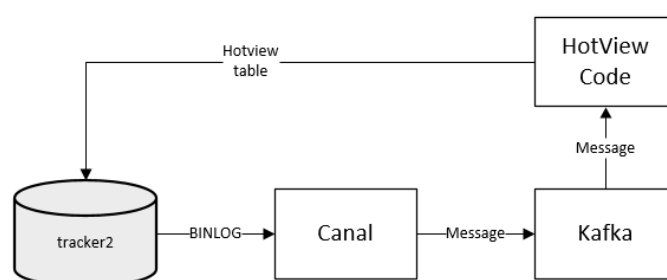 HotView
Code
Hotview
table
Message
tracker2
BINLOG
Canal
Message
Kafka